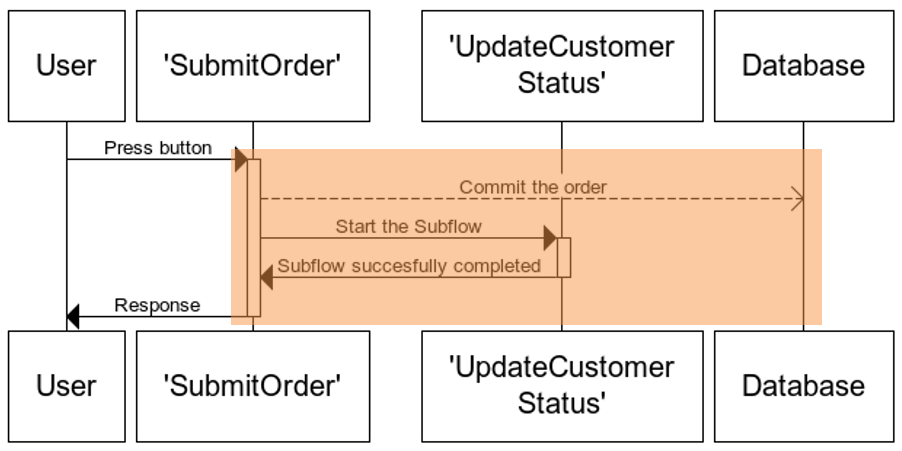 User
'SubmitOrder'
'UpdateCustomer
Status'
Database
Press button
Commit the order
Start the Subflow
Subflow succesfully completed
Response
User
'SubmitOrder'
'UpdateCustomer
Status'
Database